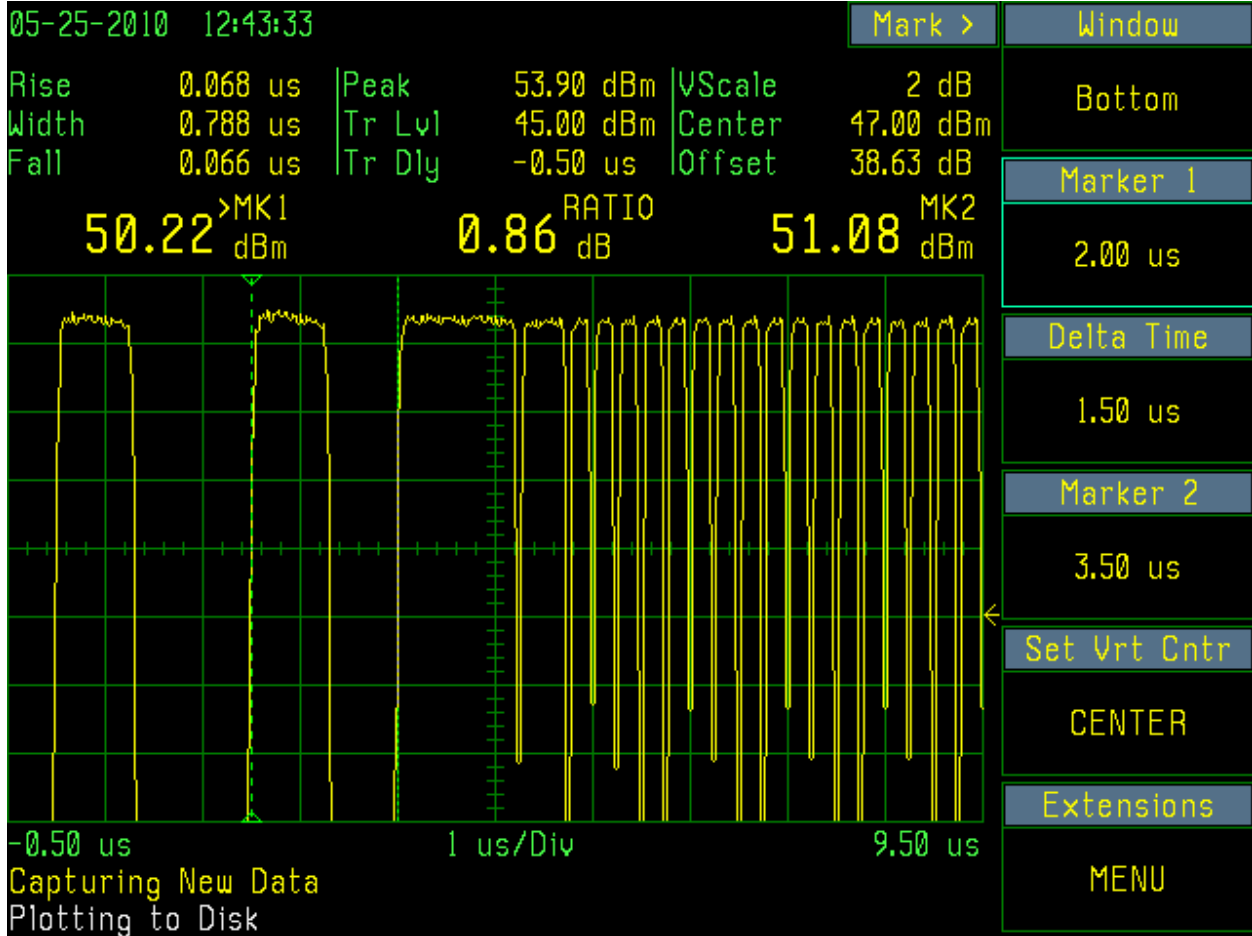 05-25-2010 12:43:33 Mark > Window
Rise 0.068 us Peak 53.90 dBm VScale 2 dB
Bottom
Width 0.788 us Tr Lvl 45.00 dBm Center 47.00 dBm
Fall 0.066 us Tr Dly -0.50 us Offset 38.63 dB
Marker 1
50.22 >MK1 dBm 0.86 RATIO dB 51.08 MK2 dBm
2.00 us
Delta Time
1.50 us
Marker 2
3.50 us
Set Vrt Cntr
CENTER
Extensions
-0.50 us 1 us/Div 9.50 us
Capturing New Data
MENU
Plotting to Disk